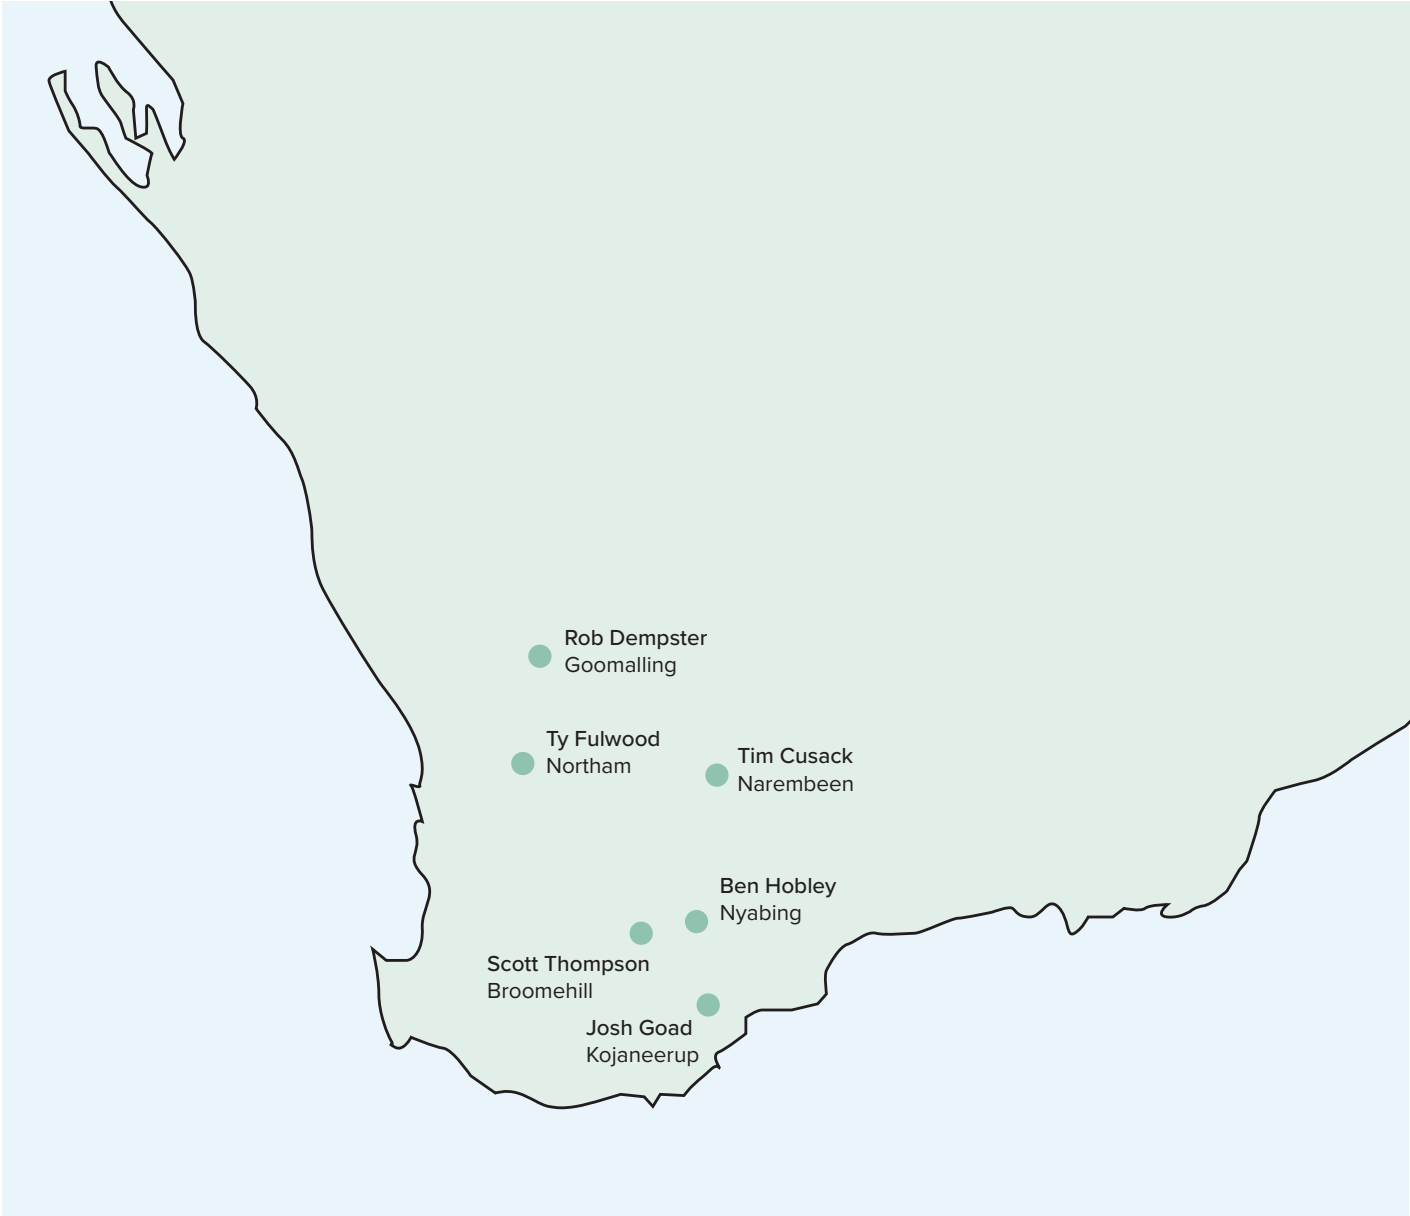 Rob Dempster
Goomalling
Ty Fulwood
Northam
Tim Cusack
Narembeen
Ben Hobley
Nyabing
Scott Thompson
Broomehill
Josh Goad
Kojaneerup